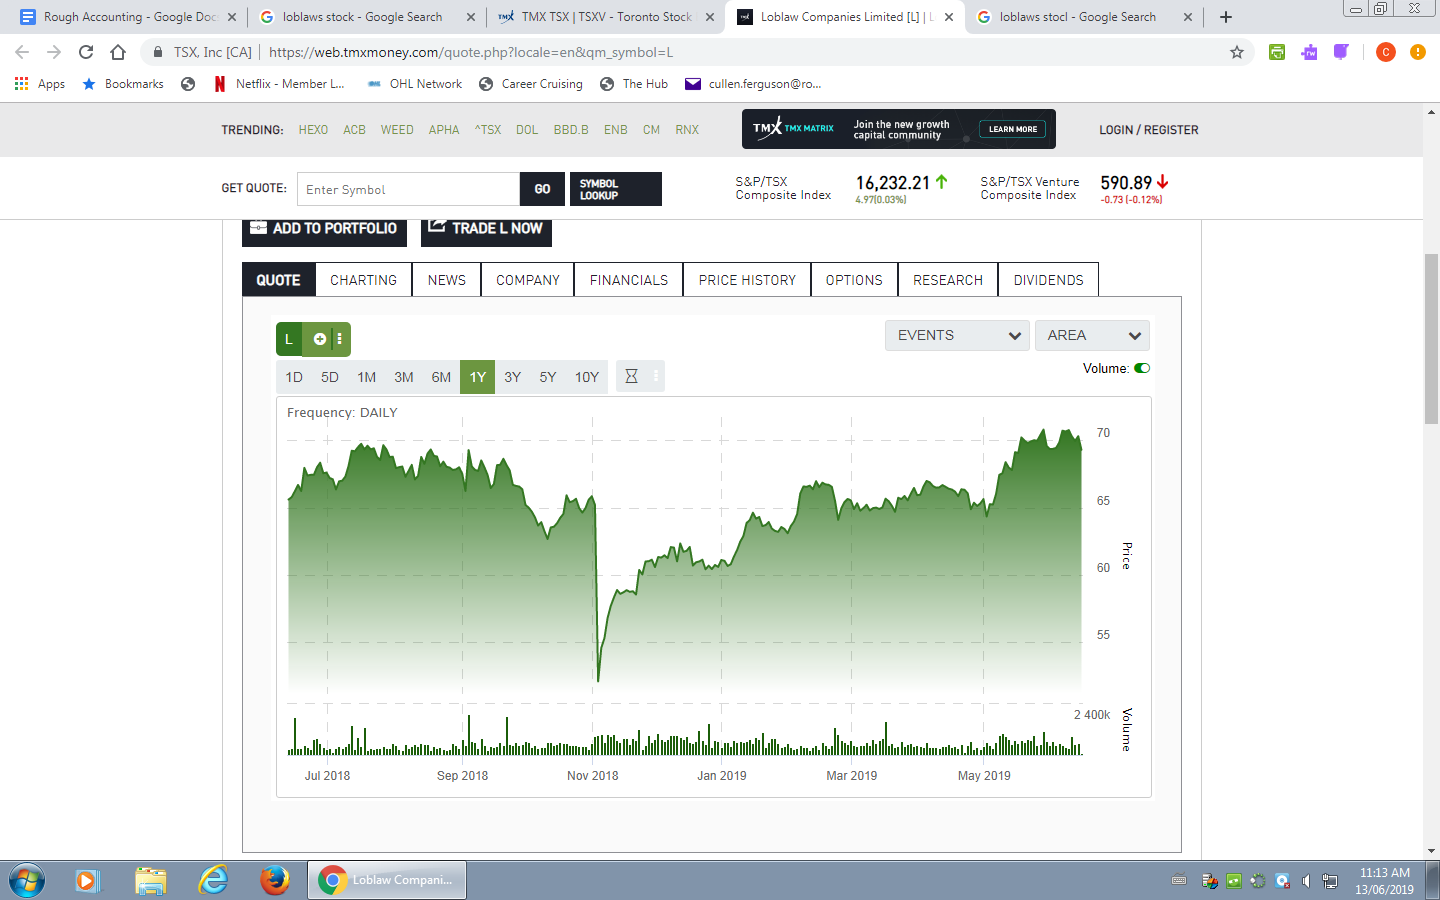 Rough Accounting - Google Doc
loblaws stock - Google Search
TMX TSX | TSXV - Toronto Stock
Loblaw Companies Limited [L] | L
loblaws stocl - Google Search
TSX, Inc [CA]
https://web.tmxmoney.com/quote.php?locale=en&qm_symbol=L
C
Apps
Bookmarks
Netflix - Member L...
OHL Network
Career Cruising
The Hub
cullen.ferguson@ro...
TRENDING: HEXO ACB WEED APHA ^TSX DOL BBD.B ENB CM RNX
TMX TMX MATRIX
Join the new growth
capital community
LEARN MORE
LOGIN / REGISTER
GET QUOTE:
Enter Symbol
GO
SYMBOL
LOOKUP
S&P/TSX
Composite Index
16,232.21
4.97(0.03%)
S&P/TSX Venture
Composite Index
590.89
-0.73 (-0.12%)
ADD TO PORTFOLIO
TRADE L NOW
QUOTE CHARTING NEWS COMPANY FINANCIALS PRICE HISTORY OPTIONS RESEARCH DIVIDENDS
L
EVENTS
AREA
1D 5D 1M 3M 6M 1Y 3Y 5Y 10Y
Volume:
Frequency: DAILY
70
65
60
55
Price
2 400k
Volume
Jul 2018 Sep 2018 Nov 2018 Jan 2019 Mar 2019 May 2019
Loblaw Compani...
11:13 AM
13/06/2019